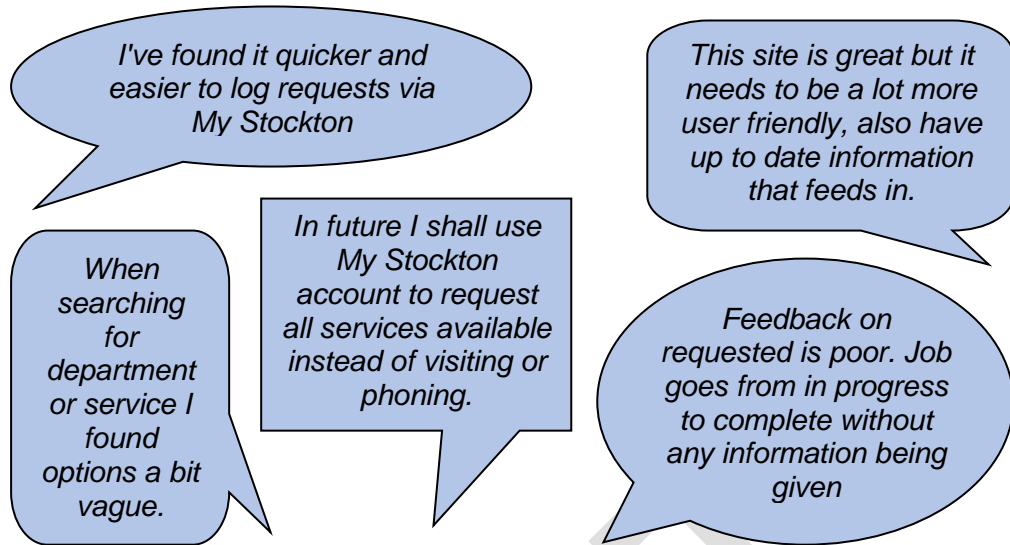 I've found it quicker and
easier to log requests via
My Stockton
This site is great but it
needs to be a lot more
user friendly, also have
up to date information
that feeds in.
When
searching
for
department
or service I
found
options a bit
vague.
In future I shall use
My Stockton
account to request
all services available
instead of visiting or
phoning.
Feedback on
requested is poor. Job
goes from in progress
to complete without
any information being
given